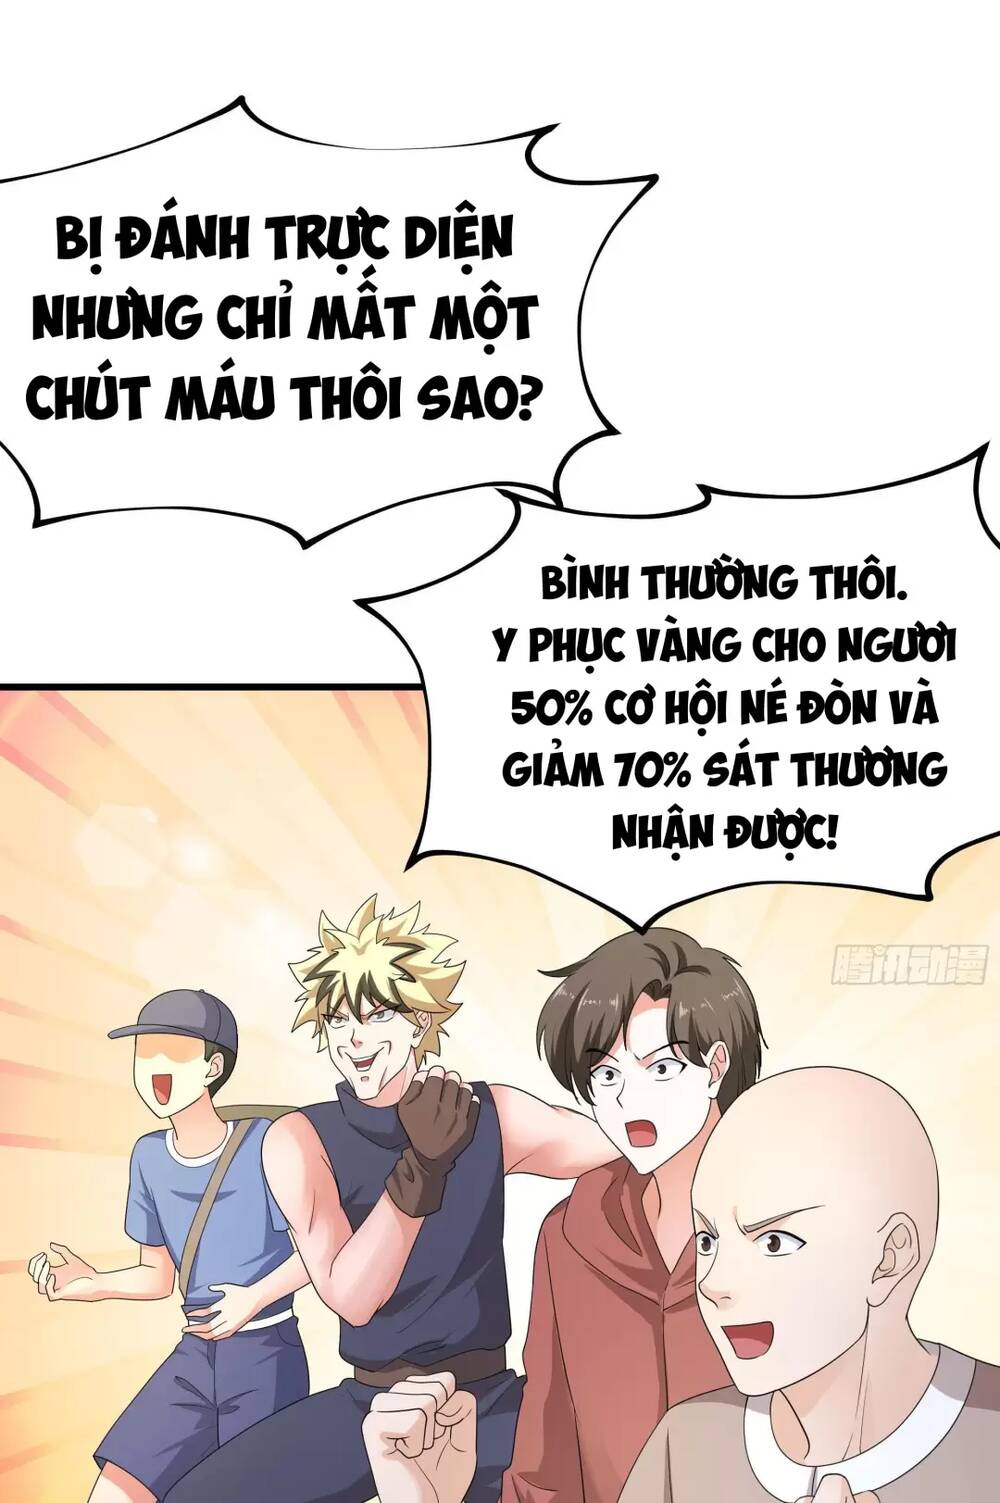 BỊ ĐÁNH TRỰC DIỆN
NHƯNG CHỈ MẤT MỘT
CHÚT MÁU THÔI SAO?
BÌNH THƯỜNG THÔI.
Y PHỤC VÀNG CHO NGƯƠI
50% CƠ HỘI NÉ ĐÒN VÀ
GIẢM 70% SÁT THƯƠNG
NHẬN ĐƯỢC!
腾讯动漫